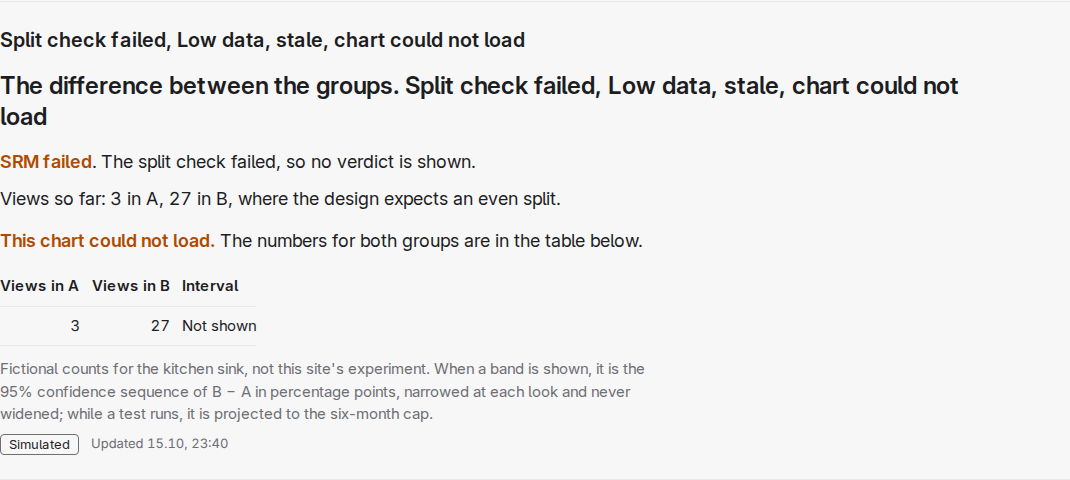 Split check failed, Low data, stale, chart could not load
The difference between the groups. Split check failed, Low data, stale, chart could not
load
SRM failed. The split check failed, so no verdict is shown.
Views so far: 3 in A, 27 in B, where the design expects an even split.
This chart could not load. The numbers for both groups are in the table below.
Views in A Views in B Interval
3 27 Not shown
Fictional counts for the kitchen sink, not this site's experiment. When a band is shown, it is the
95% confidence sequence of B − A in percentage points, narrowed at each look and never
widened; while a test runs, it is projected to the six-month cap.
Simulated Updated 15.10, 23:40